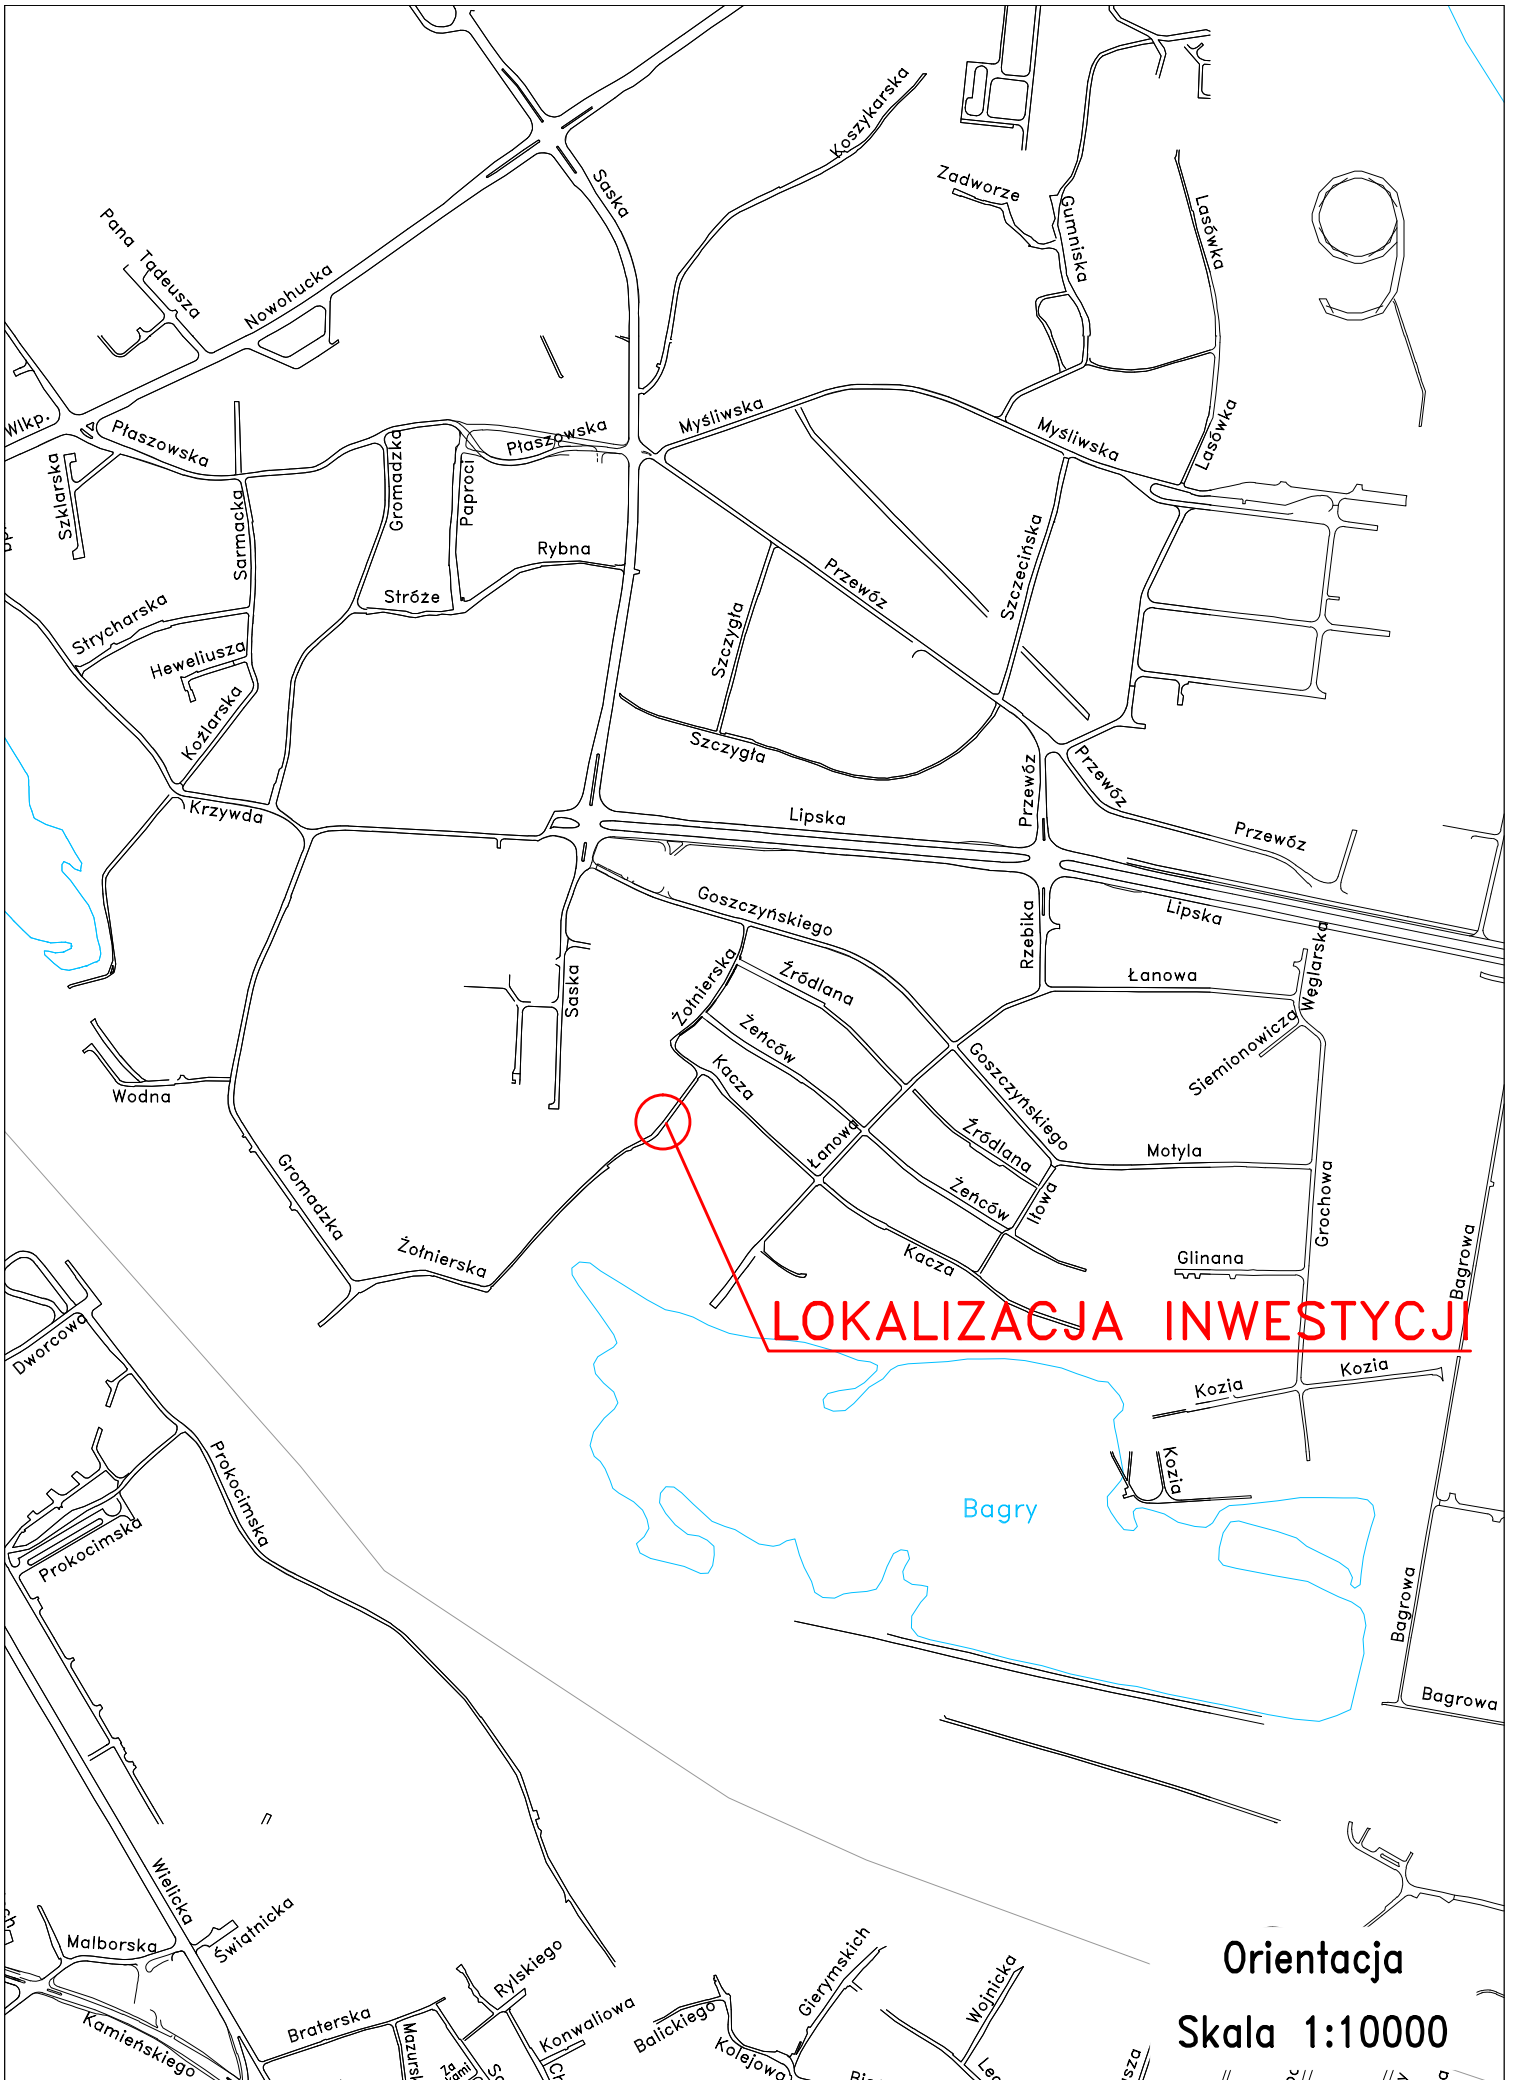 Koszykarska
Zadworze
Saska
Gumniska
Lasówka
Pana Tadeusza
Nowohucka
Wlkp.
Płaszowska
Płaszowska
Myśliwska
Myśliwska
Lasówka
Szklarska
Gromadzka
Paproci
Sarmacka
Rybna
Przewóz
Szczecińska
Stróże
Strycharska
Szczygła
Heweliusza
Koźlarska
Szczygła
Przewóz
Przewóz
Krzywda
Lipska
Przewóz
Goszczyńskiego
Lipska
Rzebika
Węglarska
Łanowa
Saska
Żołnierska
Źródlana
Żeńców
Siemionowicza
Goszczyńskiego
Kacza
Wodna
Łanowa
Źródlana
Motyla
Gromadzka
Żeńców
Iłowa
Grochowa
Żołnierska
Kacza
Glinana
Bagrowa
LOKALIZACJA INWESTYCJI
Dworcowa
Kozia
Kozia
Prokocimska
Kozia
Bagry
Prokocimska
Bagrowa
Bagrowa
Wielicka
Świątnicka
Malborska
Orientacja
Rylskiego
Gierymskich
Wojnicka
Skala 1:10000
Kamieńskiego
Braterska
Konwaliowa
Balickiego
Kolejowa
Za